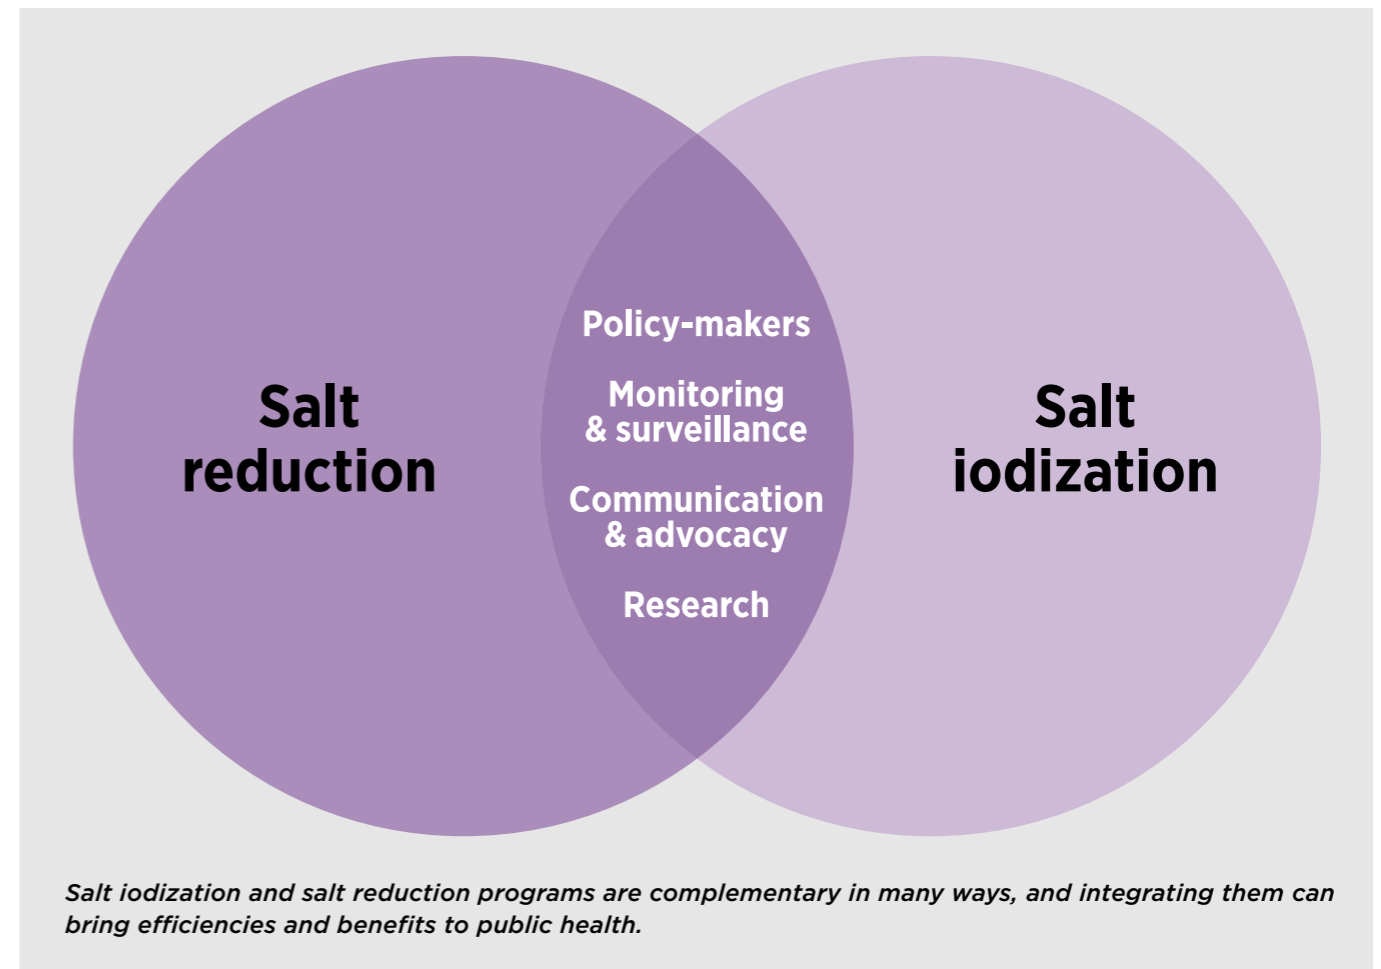 Salt
reduction
Policy-makers
Monitoring
& surveillance
Communication
& advocacy
Research
Salt
iodization
Salt iodization and salt reduction programs are complementary in many ways, and integrating them can
bring efficiencies and benefits to public health.